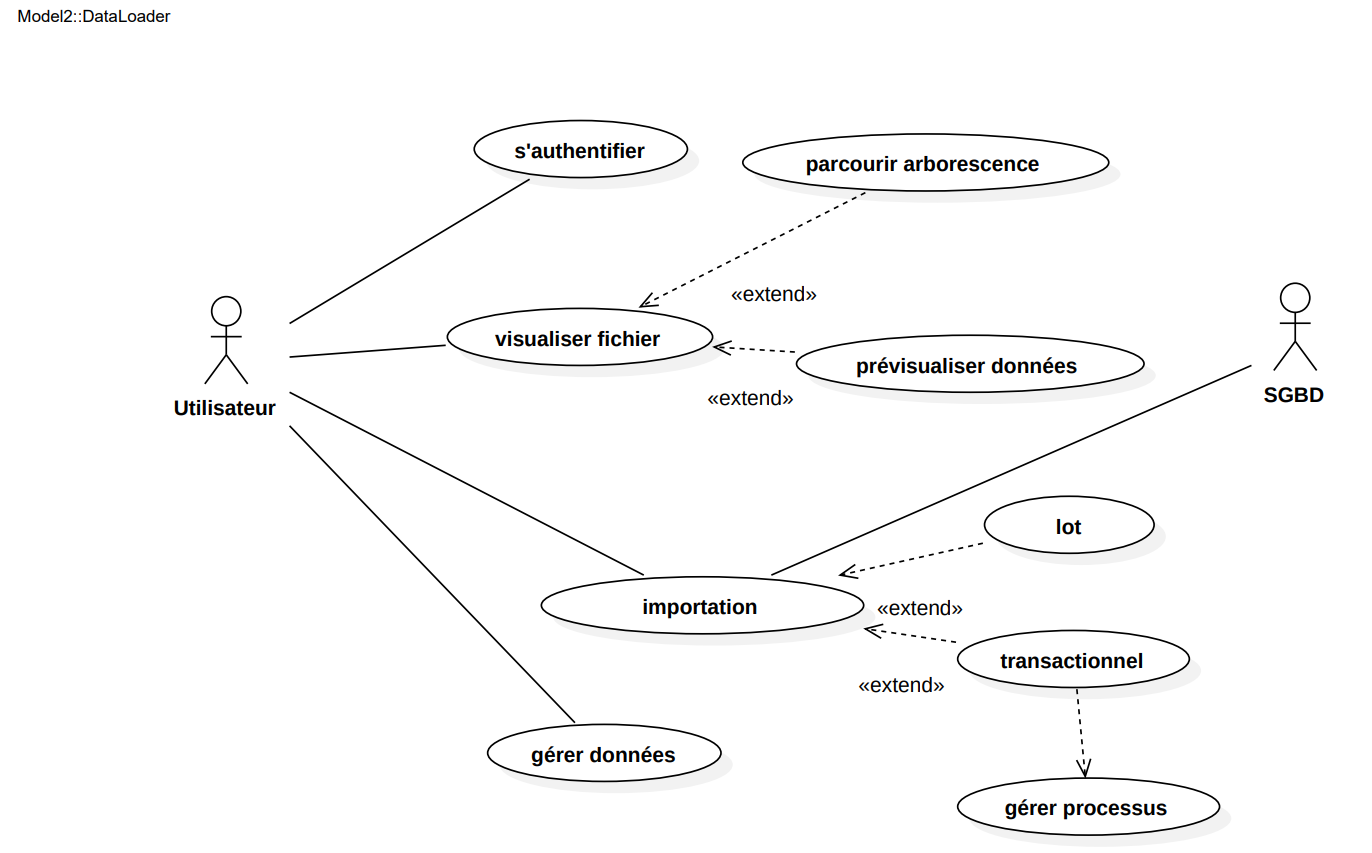 Model2::DataLoader
s'authentifier
parcourir arborescence
«extend»
visualiser fichier
prévisualiser données
«extend»
Utilisateur
SGBD
lot
importation
«extend»
transactionnel
«extend»
gérer données
gérer processus